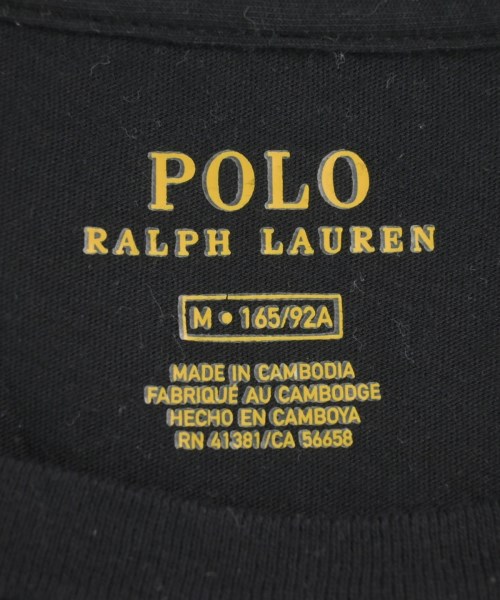 POLO
RALPH LAUREN
M • 165/92A
MADE IN CAMBODIA
FABRIQUÉ AU CAMBODGE
HECHO EN CAMBOYA
RN 41381/CA 56658